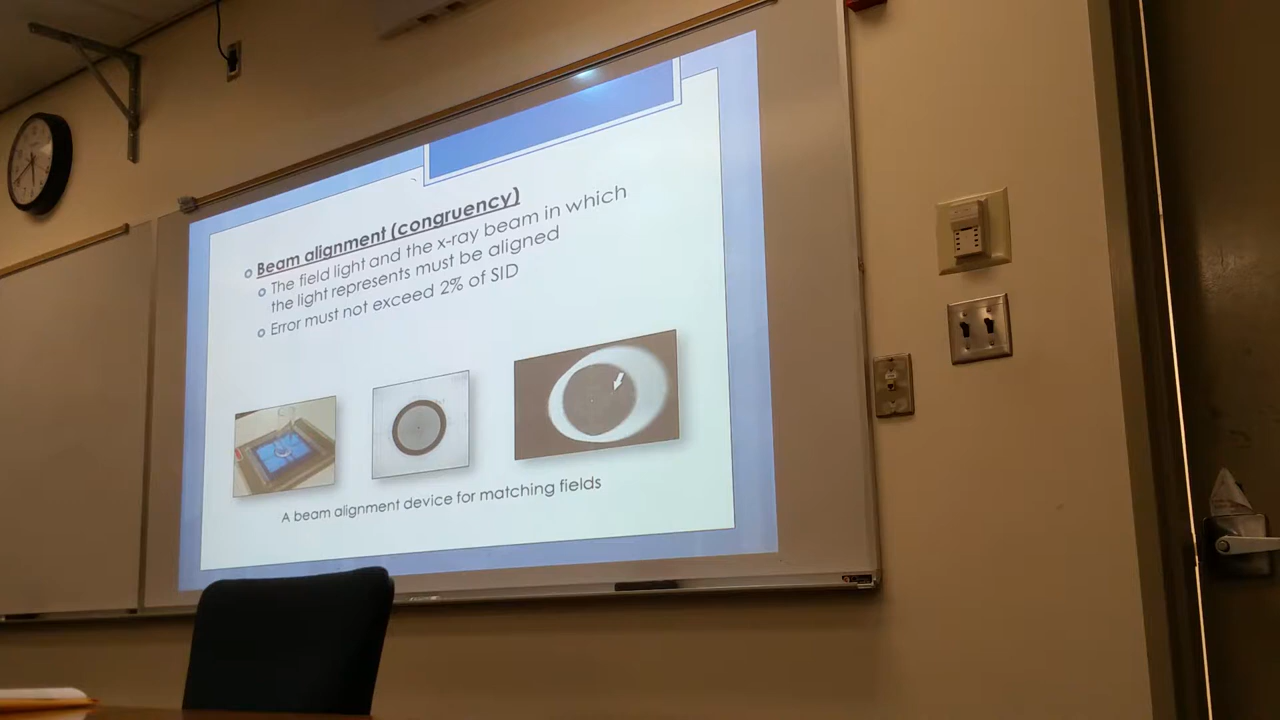 Beam alignment (congruency)
The field light and the x-ray beam in which
the light represents must be aligned
Error must not exceed 2% of SID
A beam alignment device for matching fields